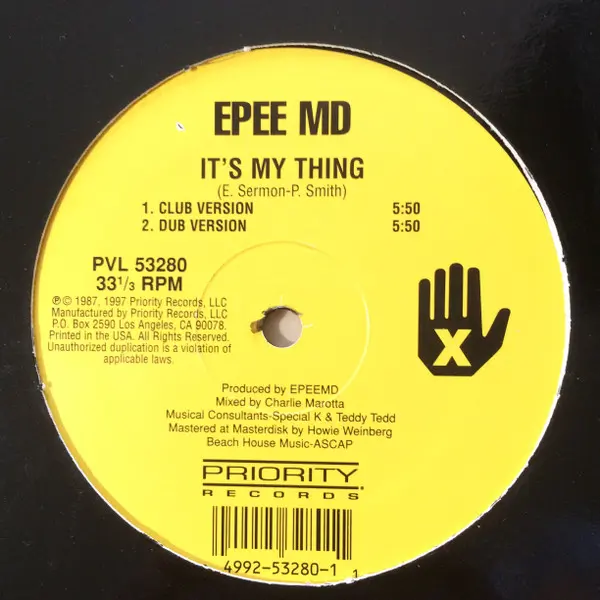 EPEE MD
IT'S MY THING
(E. Sermon-P. Smith)
1. CLUB VERSION 5:50
2. DUB VERSION 5:50
PVL 53280
33 1/3 RPM
℗© 1987, 1997 Priority Records, LLC
Manufactured by Priority Records, LLC
P.O. Box 2590 Los Angeles, CA 90078.
Printed in the USA. All Rights Reserved.
Unauthorized duplication is a violation of
applicable laws.
X
Produced by EPEEMD
Mixed by Charlie Marotta
Musical Consultants-Special K & Teddy Tedd
Mastered at Masterdisk by Howie Weinberg
Beach House Music-ASCAP
PRIORITY
RECORDS
4992-53280-1 1